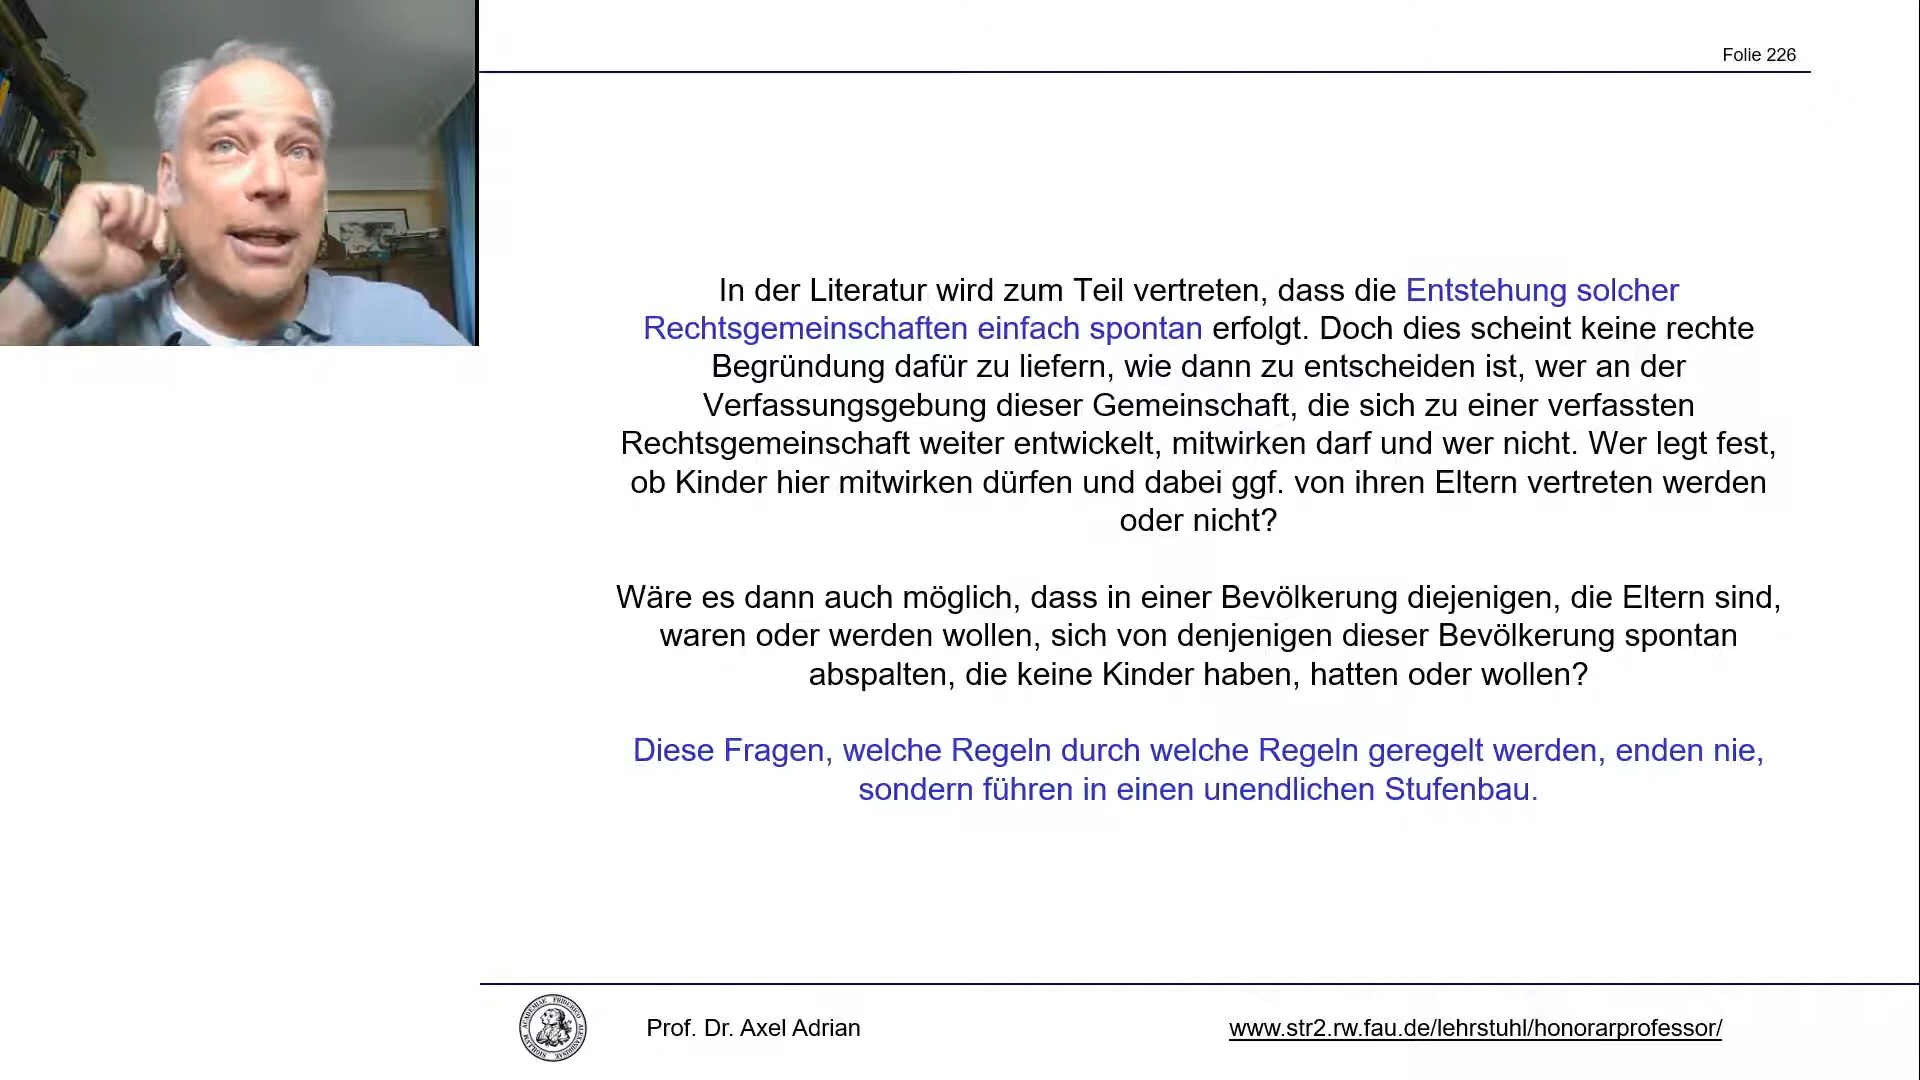 Folie 226
In der Literatur wird zum Teil vertreten, dass die Entstehung solcher
Rechtsgemeinschaften einfach spontan erfolgt. Doch dies scheint keine rechte
Begründung dafür zu liefern, wie dann zu entscheiden ist, wer an der
Verfassungsgebung dieser Gemeinschaft, die sich zu einer verfassten
Rechtsgemeinschaft weiter entwickelt, mitwirken darf und wer nicht. Wer legt fest,
ob Kinder hier mitwirken dürfen und dabei ggf. von ihren Eltern vertreten werden
oder nicht?
Wäre es dann auch möglich, dass in einer Bevölkerung diejenigen, die Eltern sind,
waren oder werden wollen, sich von denjenigen dieser Bevölkerung spontan
abspalten, die keine Kinder haben, hatten oder wollen?
Diese Fragen, welche Regeln durch welche Regeln geregelt werden, enden nie,
sondern führen in einen unendlichen Stufenbau.
Prof. Dr. Axel Adrian
www.str2.rw.fau.de/lehrstuhl/honorarprofessor/